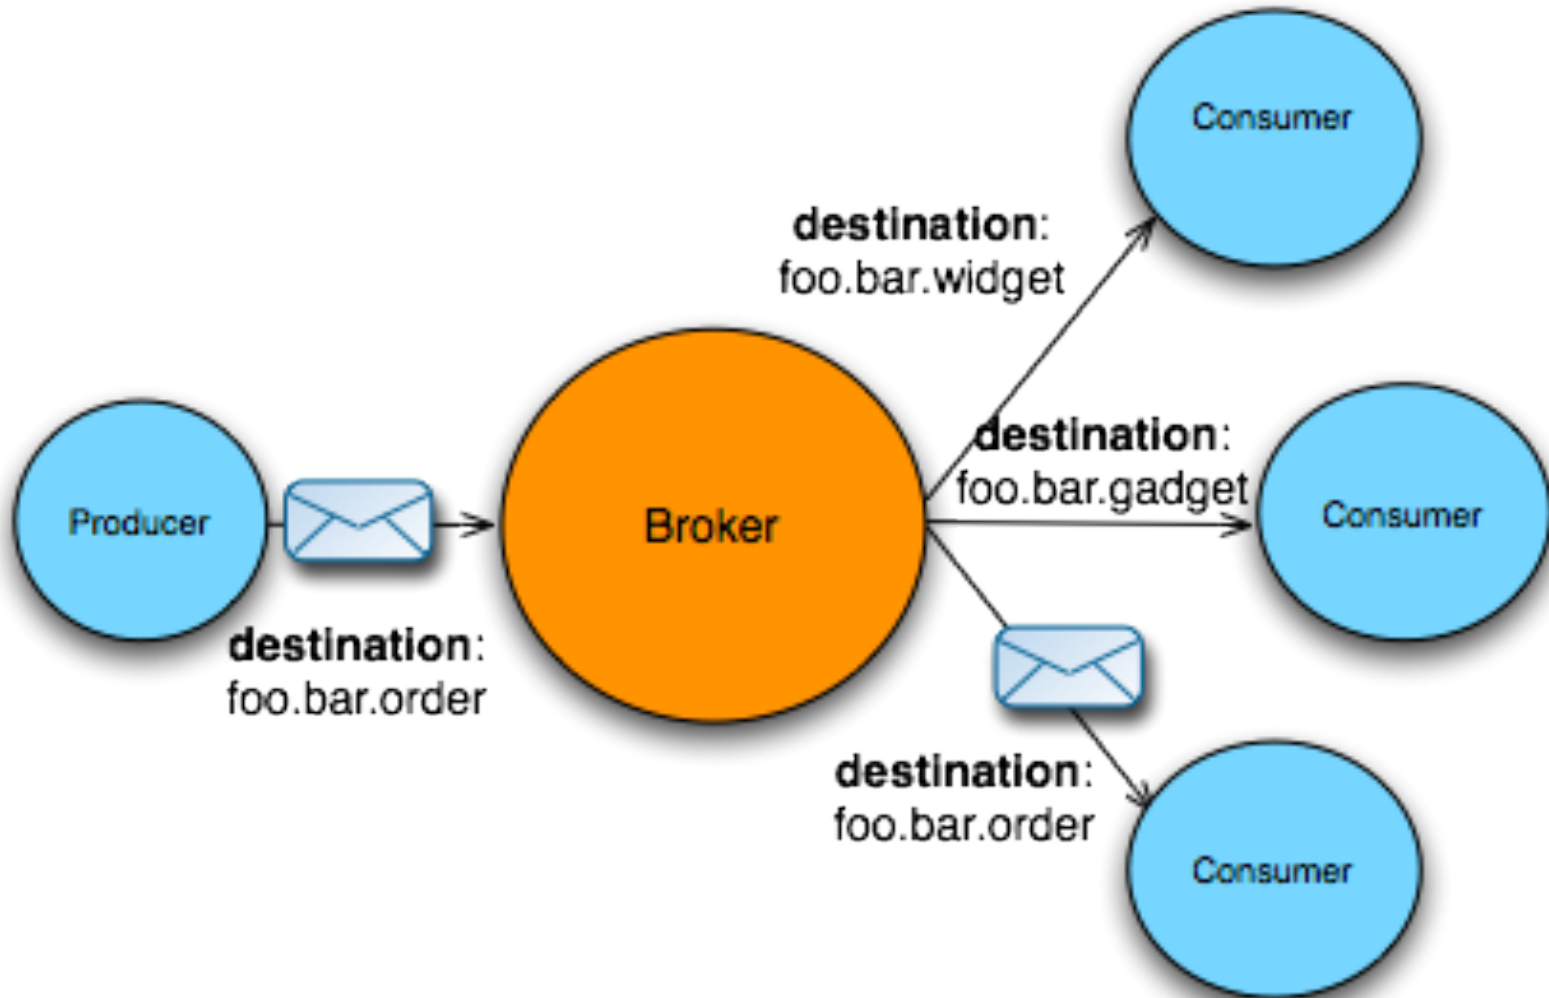 Consumer
destination:
foo.bar.widget
destination:
foo.bar.gadget
Consumer
Producer
Broker
destination:
foo.bar.order
destination:
foo.bar.order
Consumer